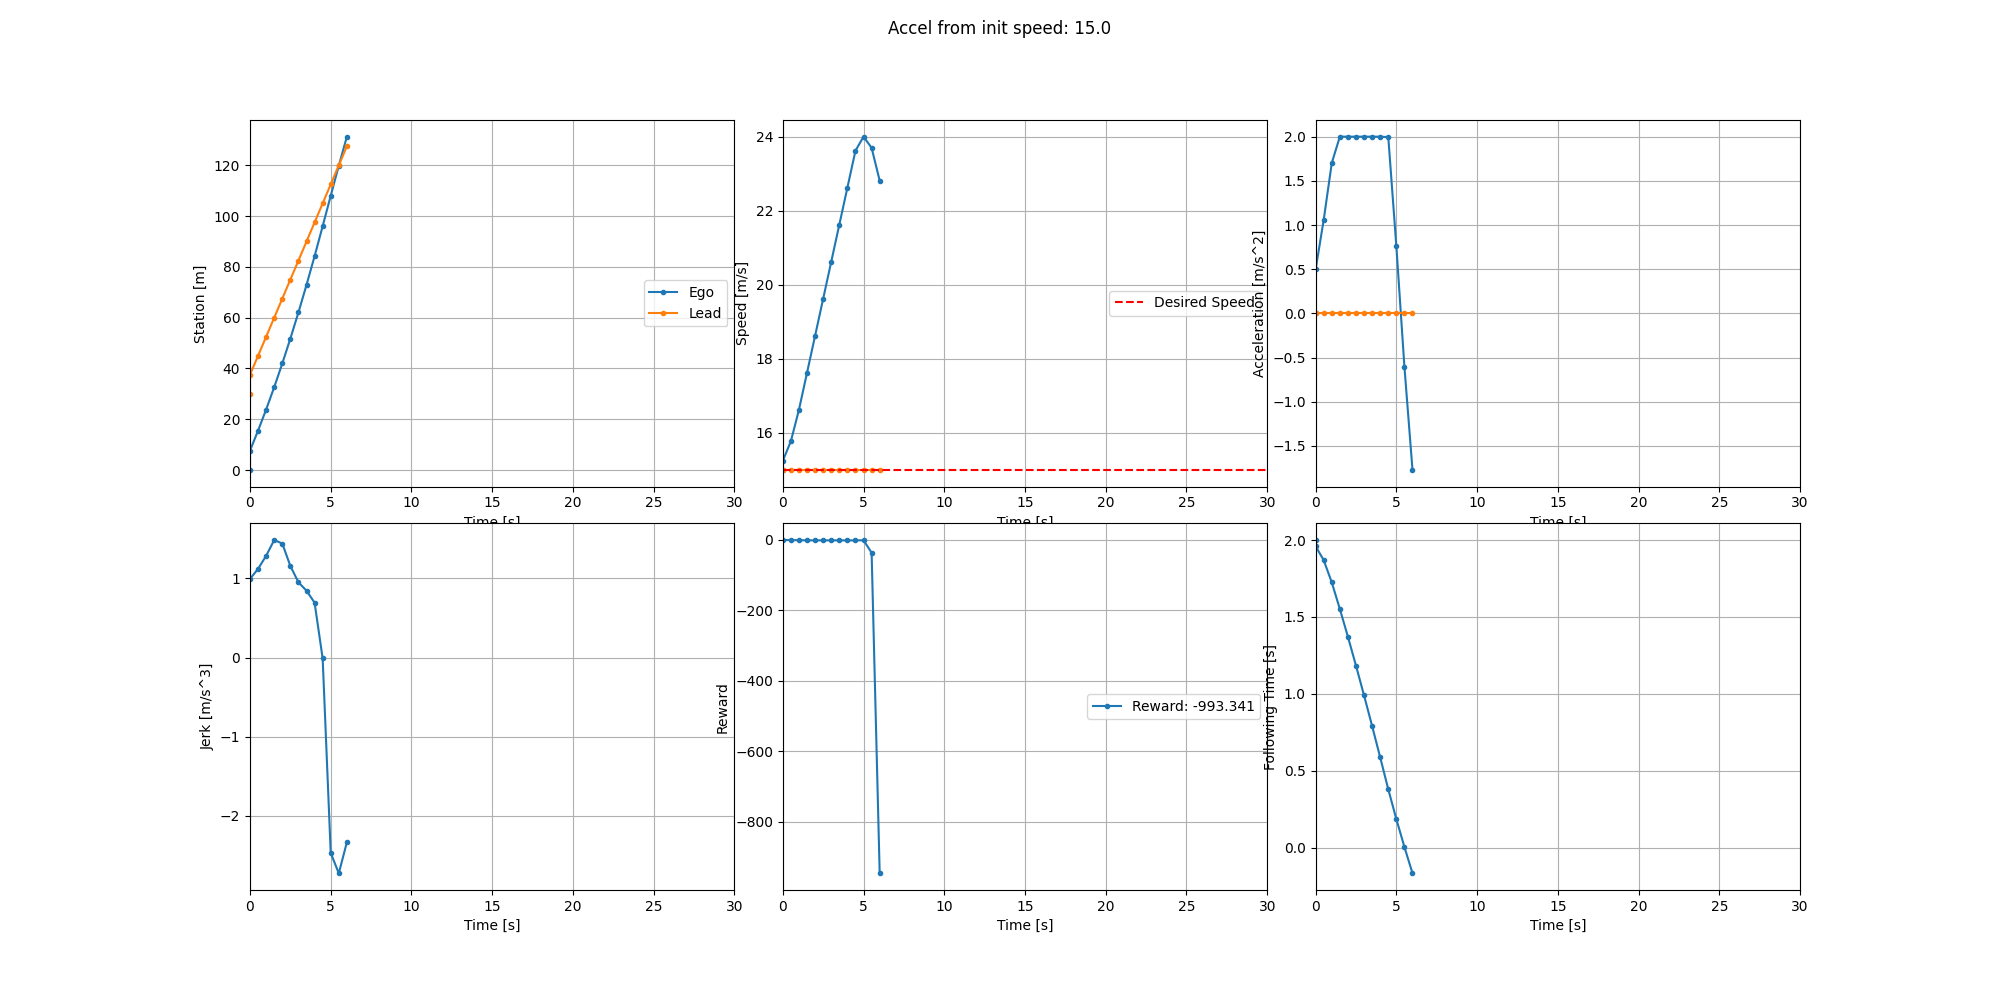 Accel from init speed: 15.0
Station [m]
120
100
80
60
40
20
0
Ego
Lead
0 5 10 15 20 25 30
Time [s]
Speed [m/s]
24
22
20
18
16
Desired Speed
0 5 10 15 20 25 30
Time [s]
Acceleration [m/s^2]
2.0
1.5
1.0
0.5
0.0
−0.5
−1.0
−1.5
0 5 10 15 20 25 30
Time [s]
Jerk [m/s^3]
1
0
−1
−2
0 5 10 15 20 25 30
Time [s]
Reward
0
−200
−400
−600
−800
Reward: -993.341
0 5 10 15 20 25 30
Time [s]
Following Time [s]
2.0
1.5
1.0
0.5
0.0
0 5 10 15 20 25 30
Time [s]